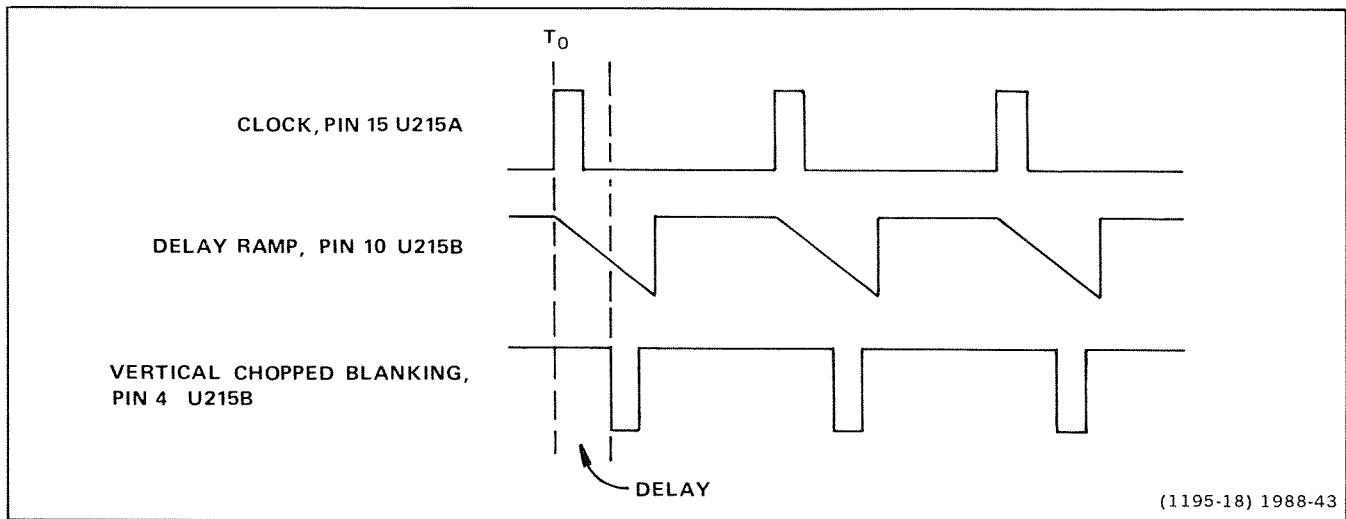 T0
CLOCK, PIN 15 U215A
DELAY RAMP, PIN 10 U215B
VERTICAL CHOPPED BLANKING,
PIN 4 U215B
DELAY
(1195-18) 1988-43